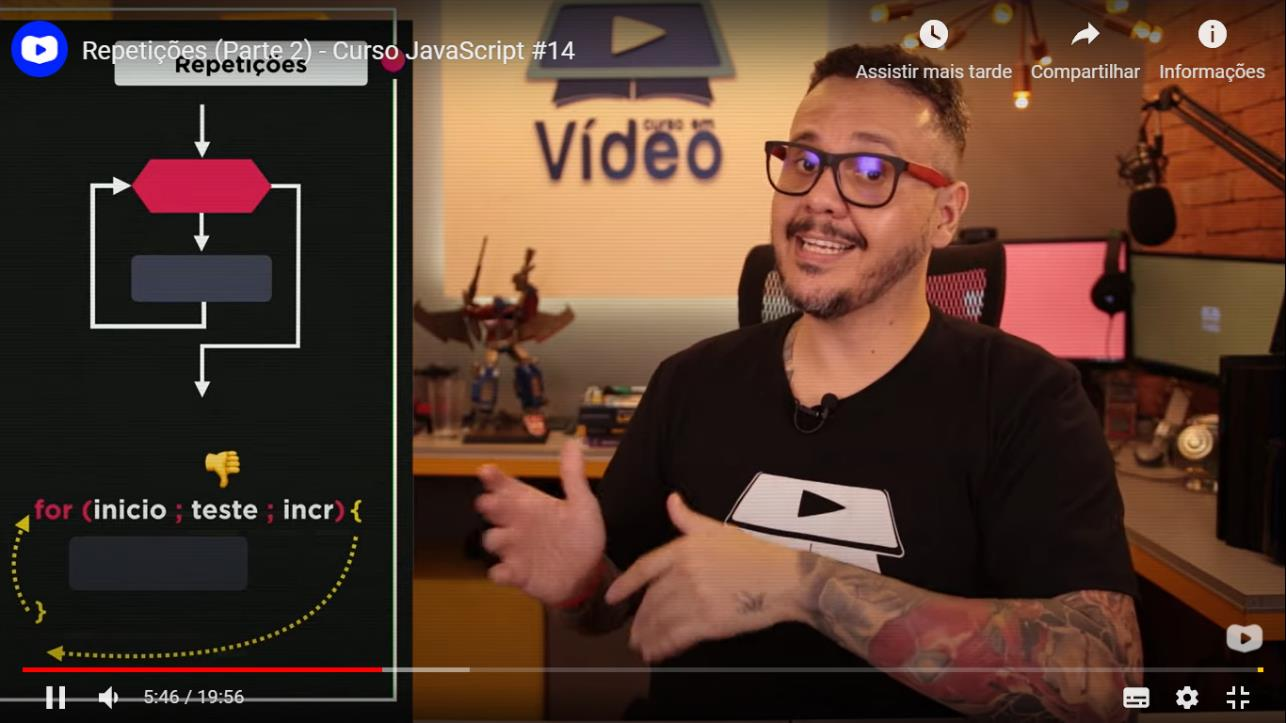 Repetições (Parte 2) - Curso JavaScript #14
Assistir mais tarde
Compartilhar
Informações
Repetições
curso em
Vídeo
for (inicio ; teste ; incr) {
}
5:46 / 19:56